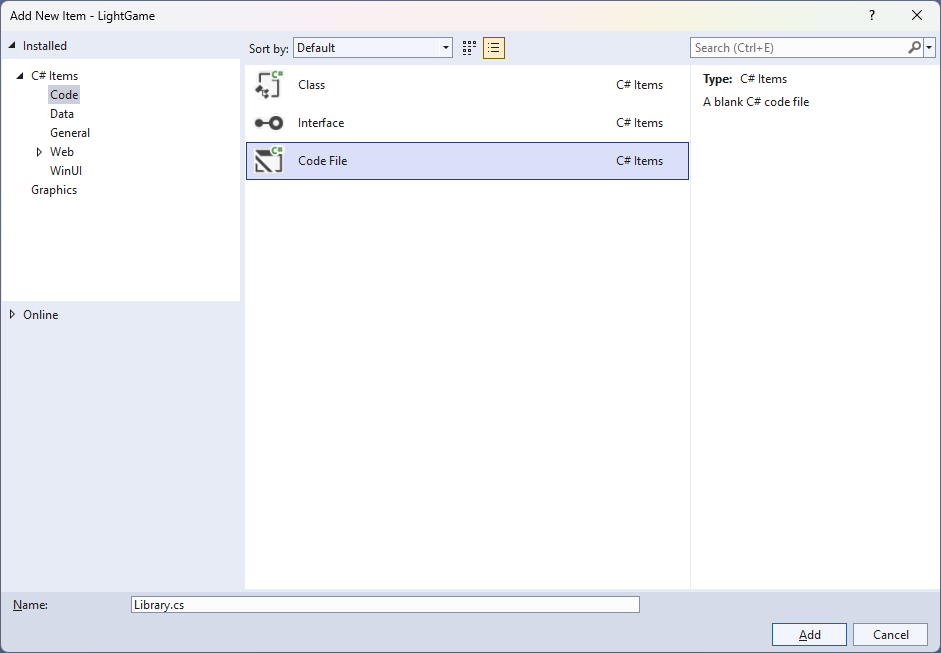 Add New Item - LightGame
?
Installed
Sort by: Default
Search (Ctrl+E)
C# Items
Code
Data
General
Web
WinUI
Graphics
Online
Class C# Items
Interface C# Items
Code File C# Items
Type: C# Items
A blank C# code file
Name: Library.cs
Add Cancel